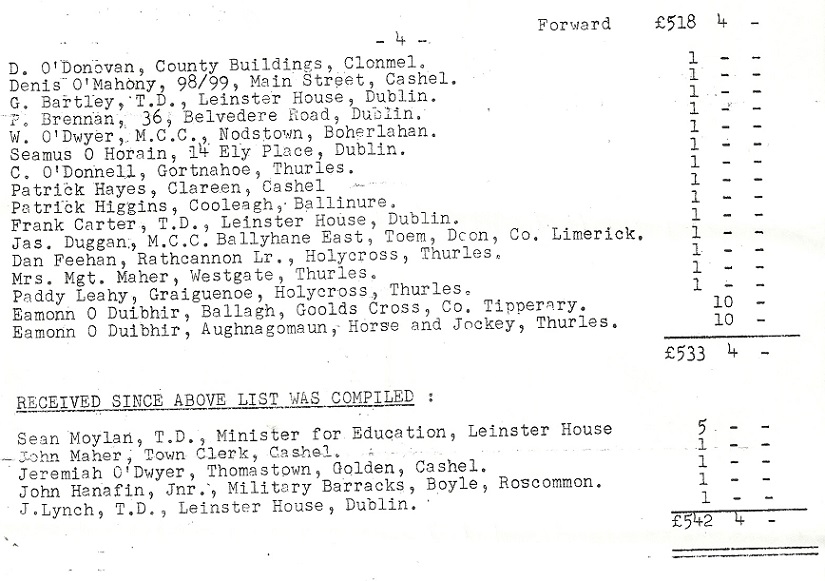 Forward £518 4 -
- 4 -
D. O'Donovan, County Buildings, Clonmel. 1 - -
Denis O'Mahony, 98/99, Main Street, Cashel. 1 - -
G. Bartley, T.D., Leinster House, Dublin. 1 - -
P. Brennan, 36, Belvedere Road, Dublin. 1 - -
W. O'Dwyer, M.C.C., Nodstown, Boherlahan. 1 - -
Seamus O Horain, 14 Ely Place, Dublin. 1 - -
C. O'Donnell, Gortnahoe, Thurles. 1 - -
Patrick Hayes, Clareen, Cashel 1 - -
Patrick Higgins, Cooleagh, Ballinure. 1 - -
Frank Carter, T.D., Leinster House, Dublin. 1 - -
Jas. Duggan, M.C.C. Ballyhane East, Toem, Doon, Co. Limerick. 1 - -
Dan Feehan, Rathcannon Lr., Holycross, Thurles. 1 - -
Mrs. Mgt. Maher, Westgate, Thurles. 1 - -
Paddy Leahy, Graiguenoe, Holycross, Thurles. 1 - -
Eamonn O Duibhir, Ballagh, Goolds Cross, Co. Tipperary. 10 -
Eamonn O Duibhir, Aughnagomaun, Horse and Jockey, Thurles. 10 -
£533 4 -
RECEIVED SINCE ABOVE LIST WAS COMPILED :
Sean Moylan, T.D., Minister for Education, Leinster House 5 - -
John Maher, Town Clerk, Cashel. 1 - -
Jeremiah O'Dwyer, Thomastown, Golden, Cashel. 1 - -
John Hanafin, Jnr., Military Barracks, Boyle, Roscommon. 1 - -
J.Lynch, T.D., Leinster House, Dublin. 1 - -
£542 4 -